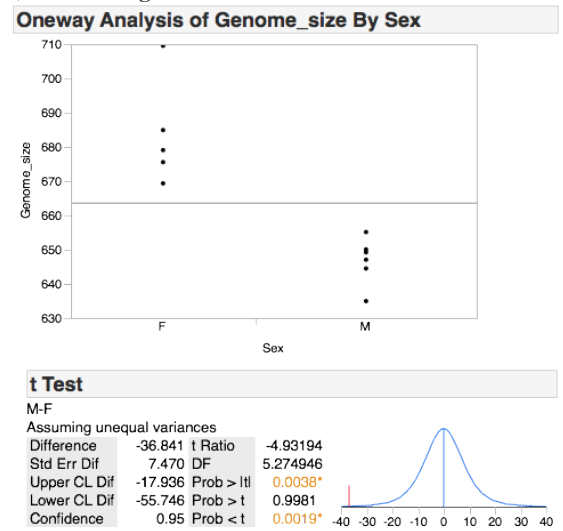 Oneway Analysis of Genome_size By Sex
710
700
690
680
670
660
650
640
630
Genome_size
F M
Sex
t Test
M-F
Assuming unequal variances
Difference -36.841 t Ratio -4.93194
Std Err Dif 7.470 DF 5.274946
Upper CL Dif -17.936 Prob > |t| 0.0038*
Lower CL Dif -55.746 Prob > t 0.9981
Confidence 0.95 Prob < t 0.0019*
-40 -30 -20 -10 0 10 20 30 40